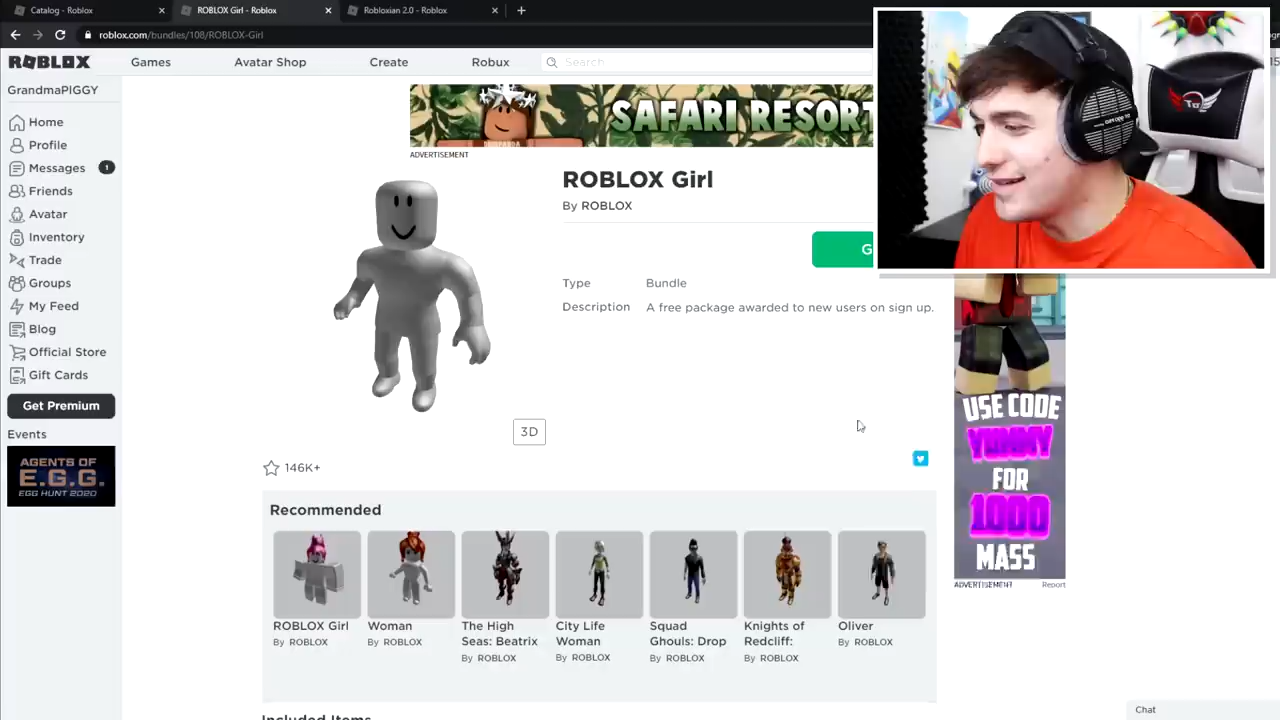 Catalog - Roblox
ROBLOX Girl - Roblox
Robloxian 2.0 - Roblox
roblox.com/bundles/108/ROBLOX-Girl
ROBLOX
Games
Avatar Shop
Create
Robux
Search
15
GrandmaPIGGY
Home
Profile
Messages 1
Friends
Avatar
Inventory
Trade
Groups
My Feed
Blog
Official Store
Gift Cards
Get Premium
Events
AGENTS OF
E.G.G.
EGG HUNT 2020
SAFARI RESORT
ADVERTISEMENT
ROBLOX Girl
By ROBLOX
G
Type Bundle
Description A free package awarded to new users on sign up.
3D
146K+
USE CODE
YUMMY
FOR
1000
MASS
ADVERTISEMENT Report
Recommended
ROBLOX Girl
By ROBLOX
Woman
By ROBLOX
The High
Seas: Beatrix
By ROBLOX
City Life
Woman
By ROBLOX
Squad
Ghouls: Drop
By ROBLOX
Knights of
Redcliff:
By ROBLOX
Oliver
By ROBLOX
Included Items
Chat